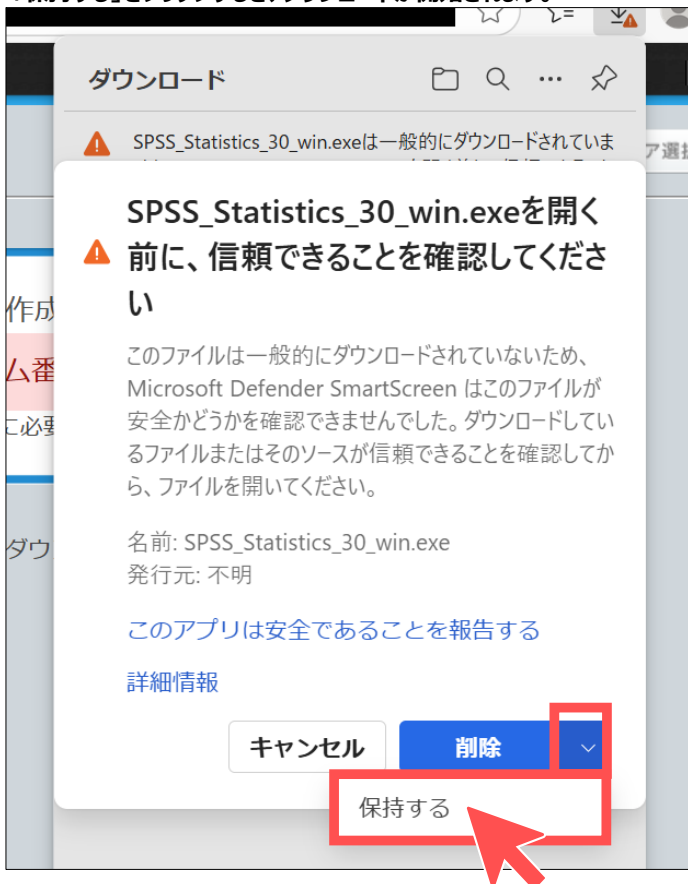 ダウンロード
SPSS_Statistics_30_win.exeは一般的にダウンロードされていま
ア選
SPSS_Statistics_30_win.exeを開く
前に、信頼できることを確認してくださ
い
作成
ム番
このファイルは一般的にダウンロードされていないため、
Microsoft Defender SmartScreen はこのファイルが
に必要
安全かどうかを確認できませんでした。ダウンロードしてい
るファイルまたはそのソースが信頼できることを確認してか
ら、ファイルを開いてください。
ダウ
名前: SPSS_Statistics_30_win.exe
発行元: 不明
このアプリは安全であることを報告する
詳細情報
キャンセル 削除
保持する